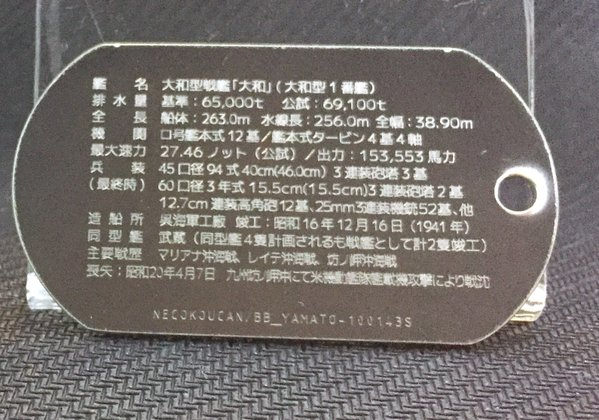 艦　名　大和型戦艦「大和」(大和型1番艦)
排水量　基準：65,000t　公試：69,100t
全　長　船体：263.0m　水線長：256.0m　全幅：38.90m
機　関　ロ号艦本式12基／艦本式タービン4基4軸
最大速力　27.46ノット(公試)／出力：153,553馬力
兵　装　45口径94式40cm(46.0cm)3連装砲塔3基
(最終時)　60口径3年式15.5cm(15.5cm)3連装砲塔2基
12.7cm連装高角砲12基、25mm3連装機銃52基、他
造船所　呉海軍工廠　竣工：昭和16年12月16日(1941年)
同型艦　武蔵(同型艦4隻計画されるも戦艦として計2隻竣工)
主要戦歴　マリアナ沖海戦、レイテ沖海戦、坊ノ岬沖海戦
喪失：昭和20年4月7日　九州坊ノ岬沖にて米機動艦隊艦載機攻撃により戦沈
NECOKOUCAN/BB_YAMATO-100143S